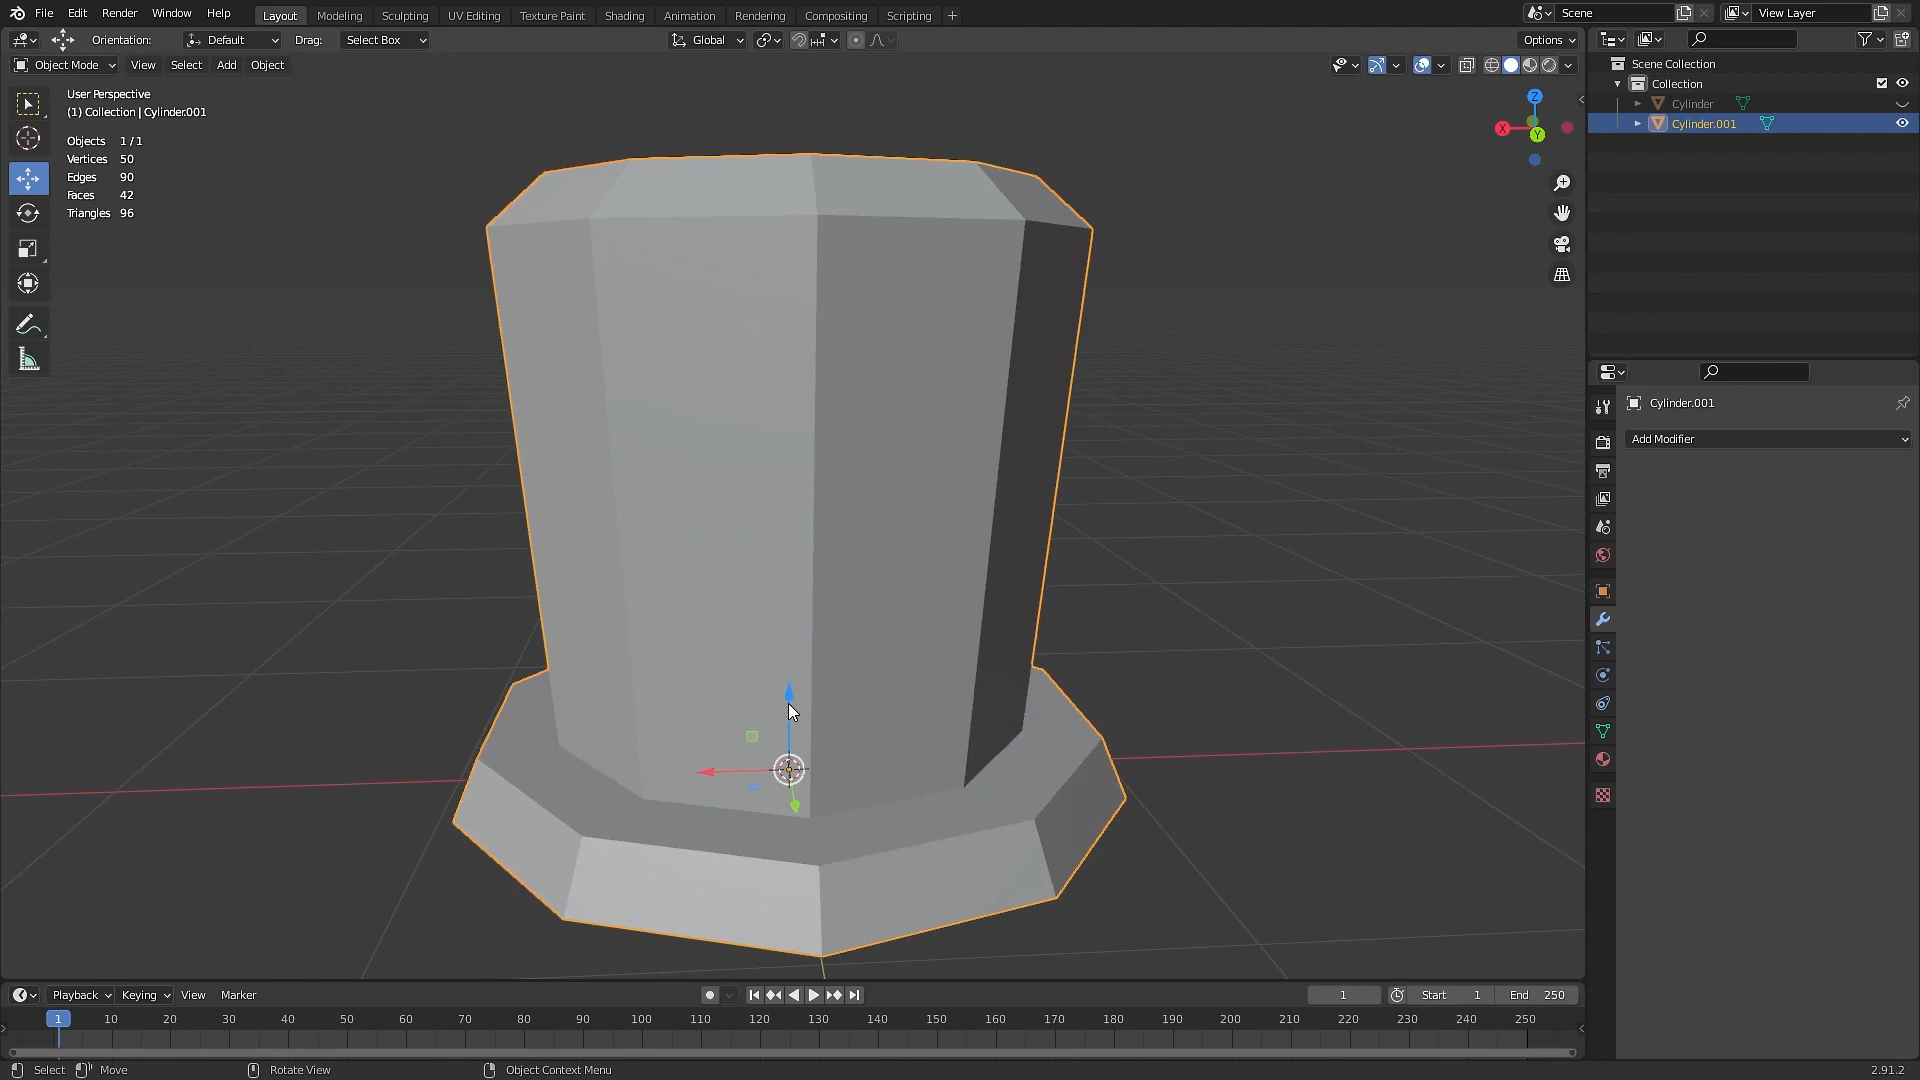 File Edit Render Window Help Layout Modeling Sculpting UV Editing Texture Paint Shading Animation Rendering Compositing Scripting + Scene View Layer
Orientation: Default Drag: Select Box Global Options
Object Mode View Select Add Object
User Perspective
(1) Collection | Cylinder.001
Objects 1 / 1
Vertices 50
Edges 90
Faces 42
Triangles 96
Z
X
Y
Scene Collection
Collection
Cylinder
Cylinder.001
Cylinder.001
Add Modifier
Playback Keying View Marker 1 Start 1 End 250
1 10 20 30 40 50 60 70 80 90 100 110 120 130 140 150 160 170 180 190 200 210 220 230 240 250
Select Move Rotate View Object Context Menu 2.91.2